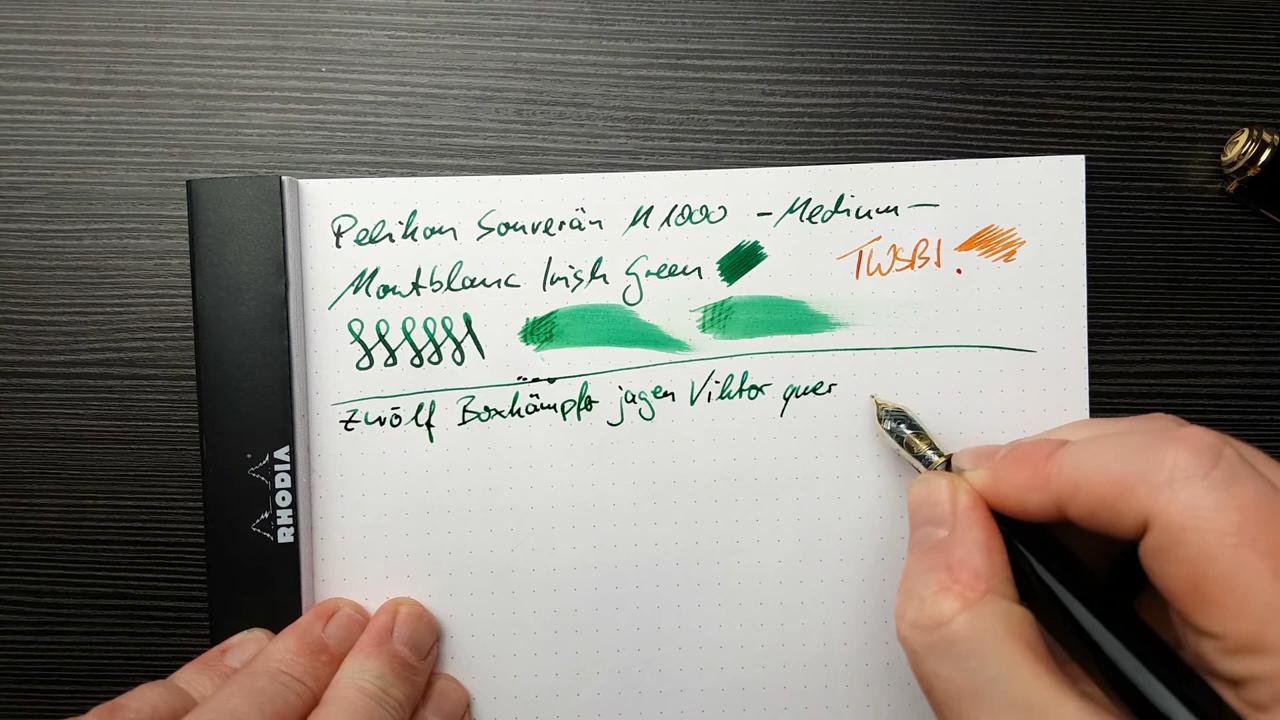 Pelikan Souverän M1000 - Medium -
Montblanc Irish Green
TWSBI.
zwölf Boxkämpfer jagen Viktor quer
RHODIA